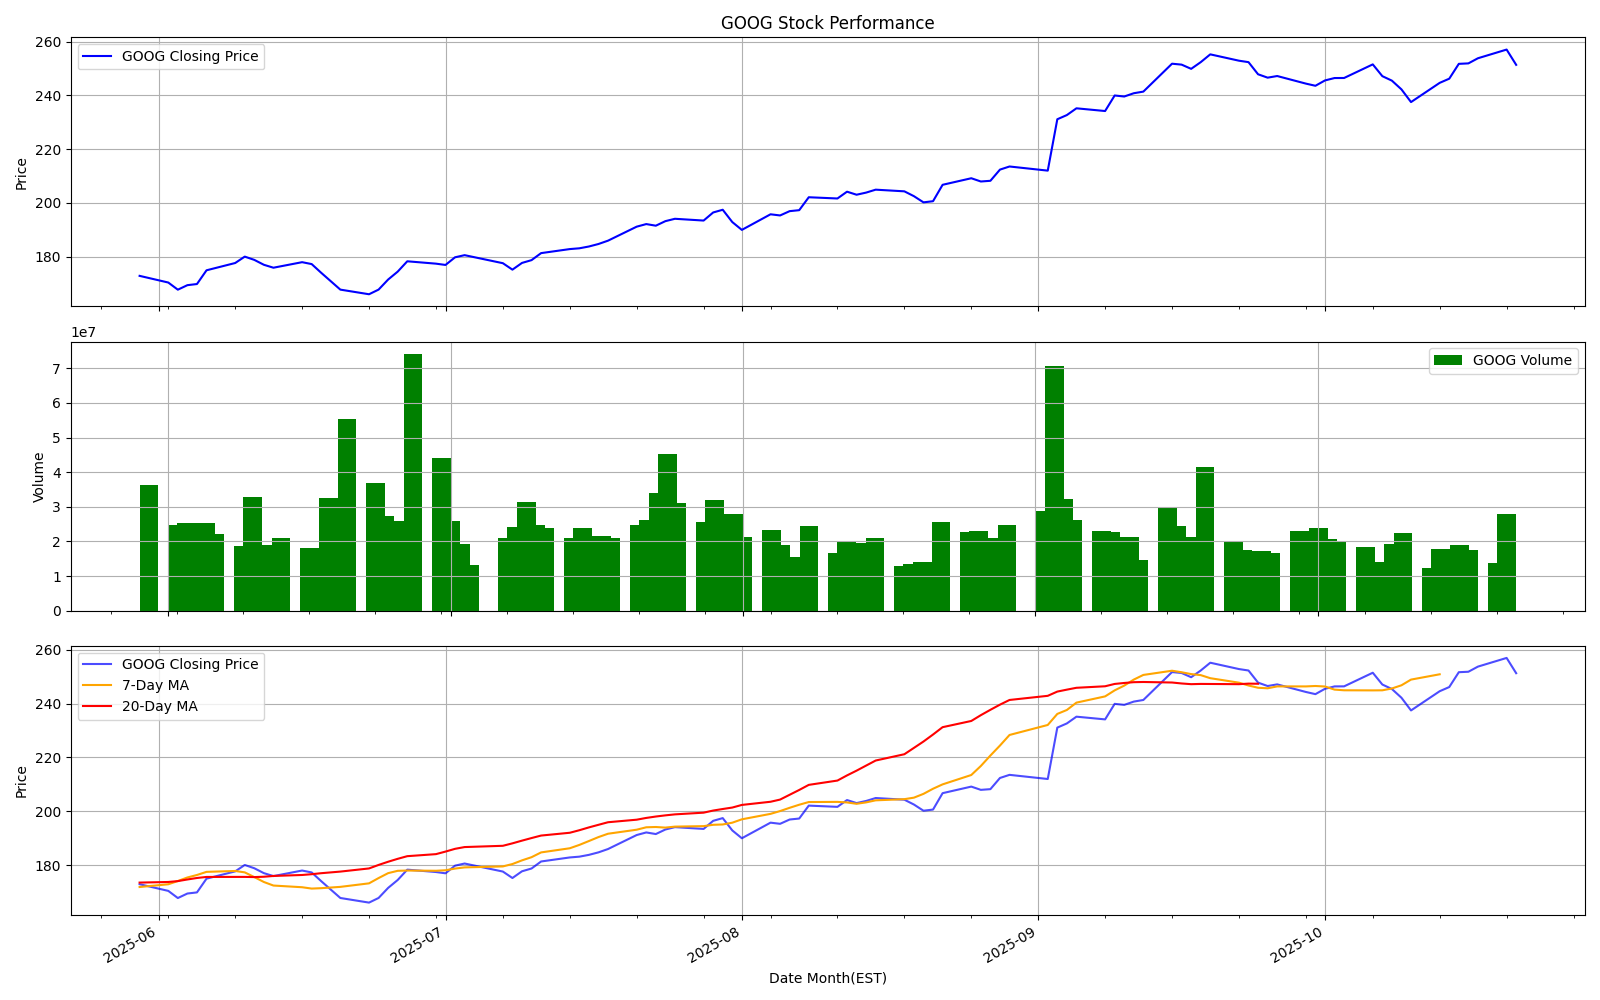 GOOG Stock Performance
260
240
220
200
180
Price
GOOG Closing Price
1e7
7
6
5
4
3
2
1
0
Volume
GOOG Volume
260
240
220
200
180
Price
GOOG Closing Price
7-Day MA
20-Day MA
2025-06
2025-07
2025-08
2025-09
2025-10
Date Month(EST)